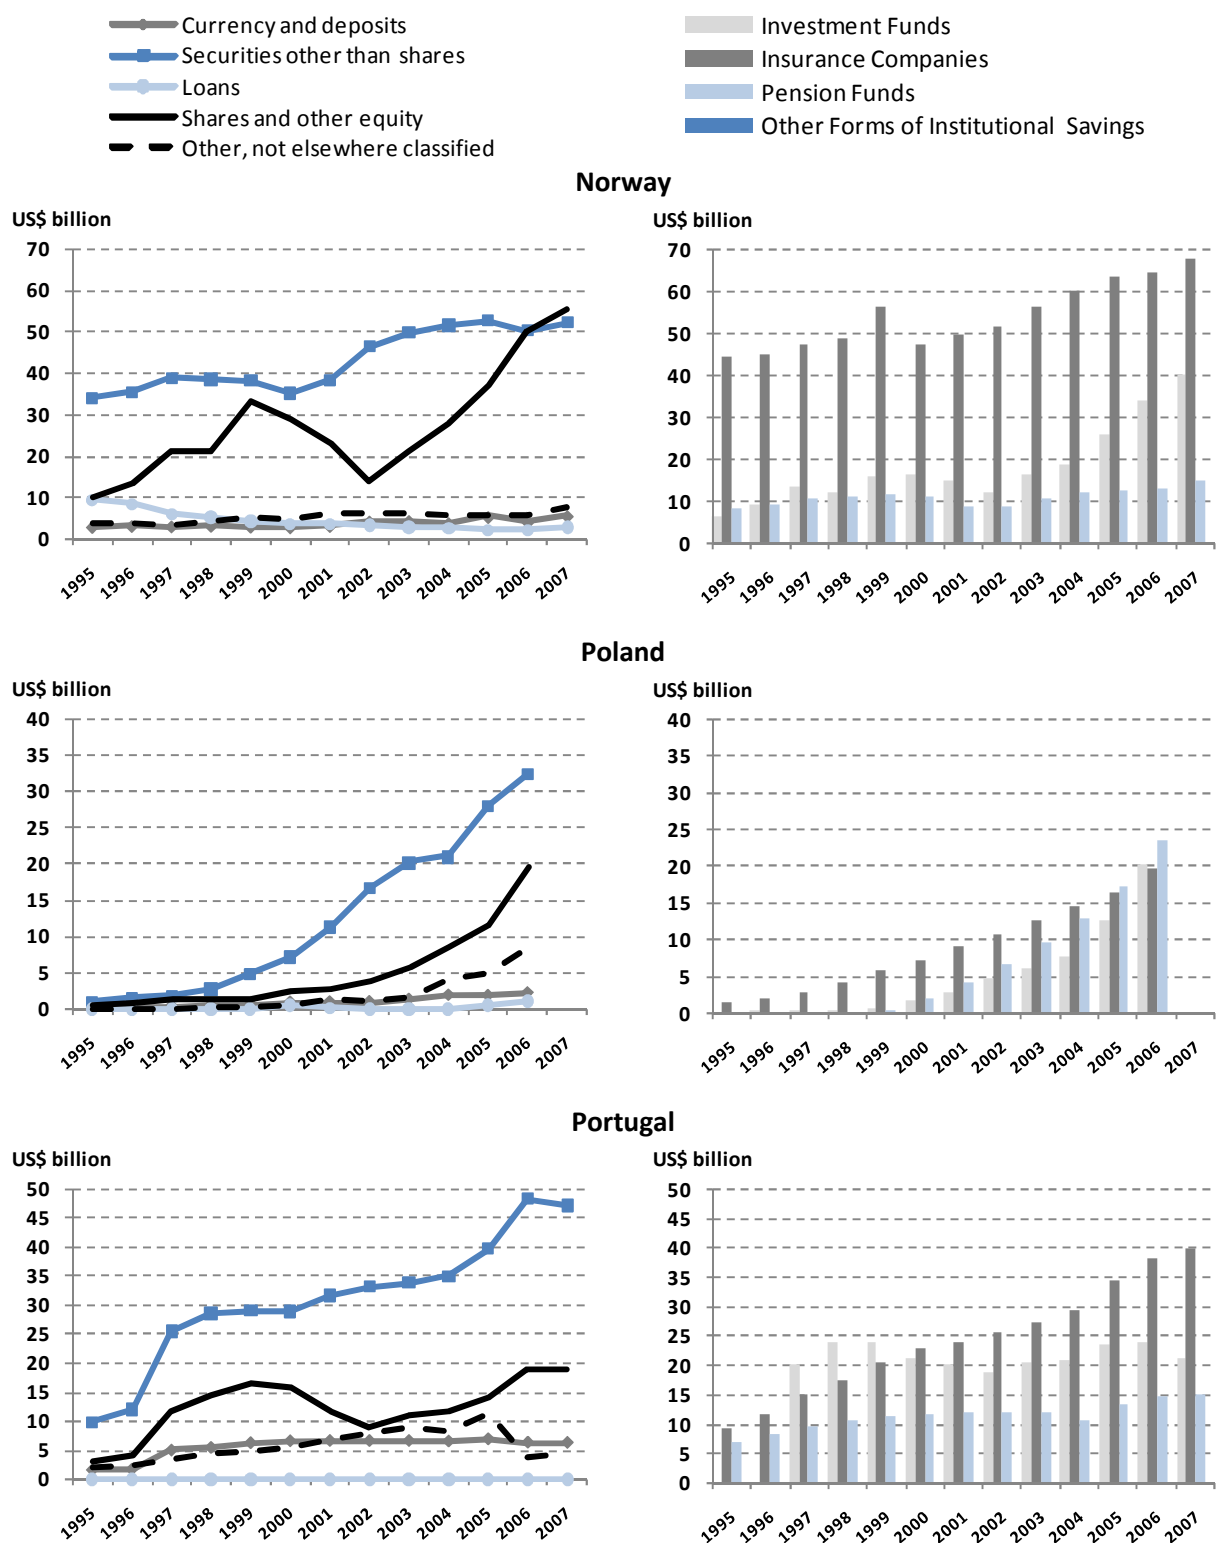 Currency and deposits
Securities other than shares
Loans
Shares and other equity
Other, not elsewhere classified
Investment Funds
Insurance Companies
Pension Funds
Other Forms of Institutional Savings
Norway
US$ billion
70
60
50
40
30
20
10
0
1995 1996 1997 1998 1999 2000 2001 2002 2003 2004 2005 2006 2007
US$ billion
70
60
50
40
30
20
10
0
1995 1996 1997 1998 1999 2000 2001 2002 2003 2004 2005 2006 2007
Poland
US$ billion
40
35
30
25
20
15
10
5
0
1995 1996 1997 1998 1999 2000 2001 2002 2003 2004 2005 2006 2007
US$ billion
40
35
30
25
20
15
10
5
0
1995 1996 1997 1998 1999 2000 2001 2002 2003 2004 2005 2006 2007
Portugal
US$ billion
50
45
40
35
30
25
20
15
10
5
0
1995 1996 1997 1998 1999 2000 2001 2002 2003 2004 2005 2006 2007
US$ billion
50
45
40
35
30
25
20
15
10
5
0
1995 1996 1997 1998 1999 2000 2001 2002 2003 2004 2005 2006 2007